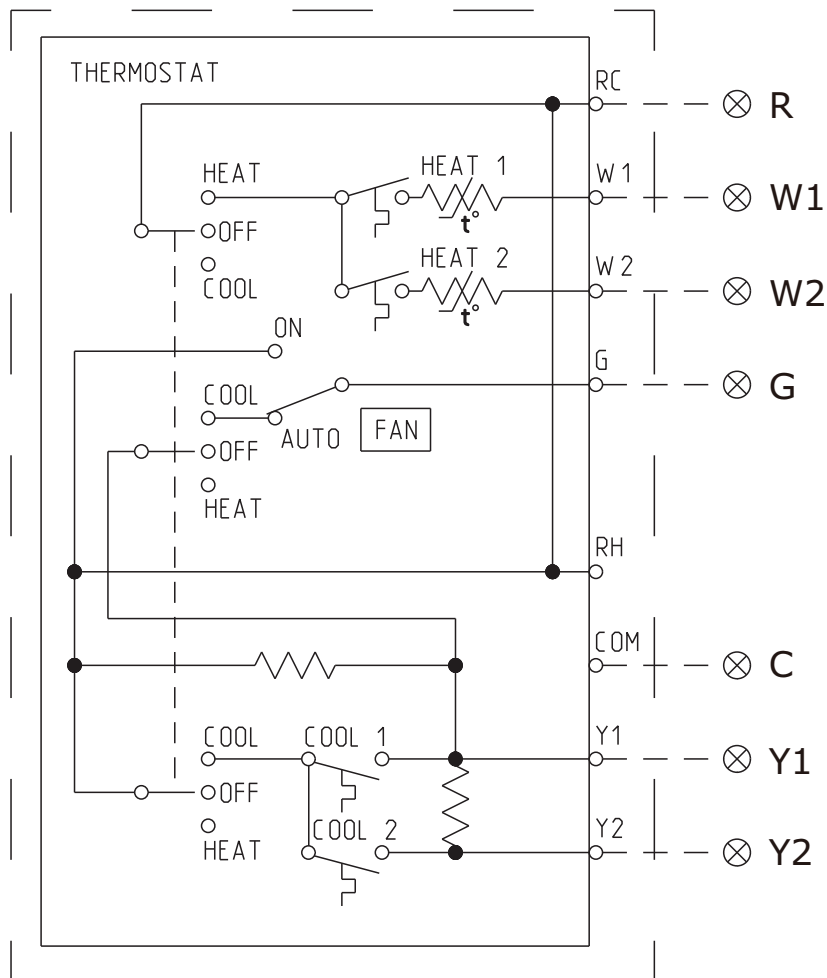 THERMOSTAT
RC
R
HEAT
HEAT 1
W1
W1
t°
OFF
HEAT 2
W2
W2
COOL
t°
ON
G
G
COOL
AUTO
FAN
OFF
HEAT
RH
COM
C
COOL
COOL 1
Y1
Y1
OFF
COOL 2
Y2
Y2
HEAT